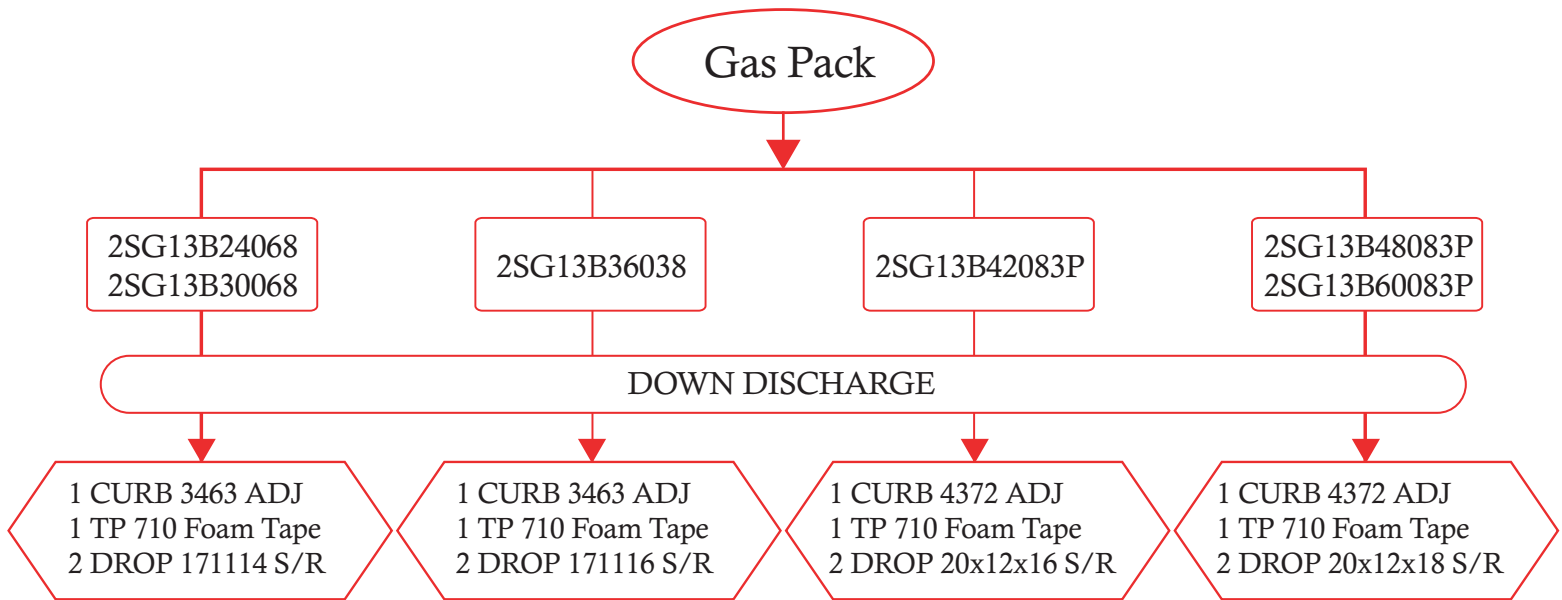 Gas Pack
2SG13B24068
2SG13B30068
2SG13B36038
2SG13B42083P
2SG13B48083P
2SG13B60083P
DOWN DISCHARGE
1 CURB 3463 ADJ
1 TP 710 Foam Tape
2 DROP 171114 S/R
1 CURB 3463 ADJ
1 TP 710 Foam Tape
2 DROP 171116 S/R
1 CURB 4372 ADJ
1 TP 710 Foam Tape
2 DROP 20x12x16 S/R
1 CURB 4372 ADJ
1 TP 710 Foam Tape
2 DROP 20x12x18 S/R